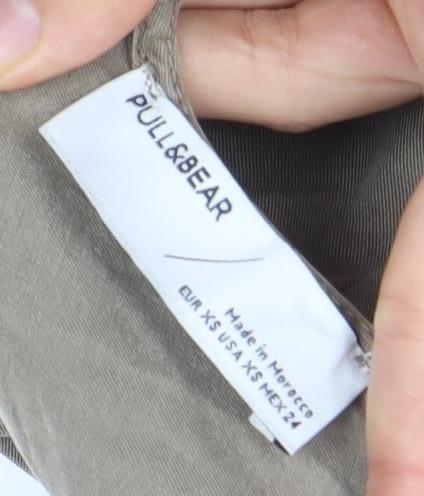 PULL&BEAR
Made in Morocco
EUR XS USA XS MEX 24